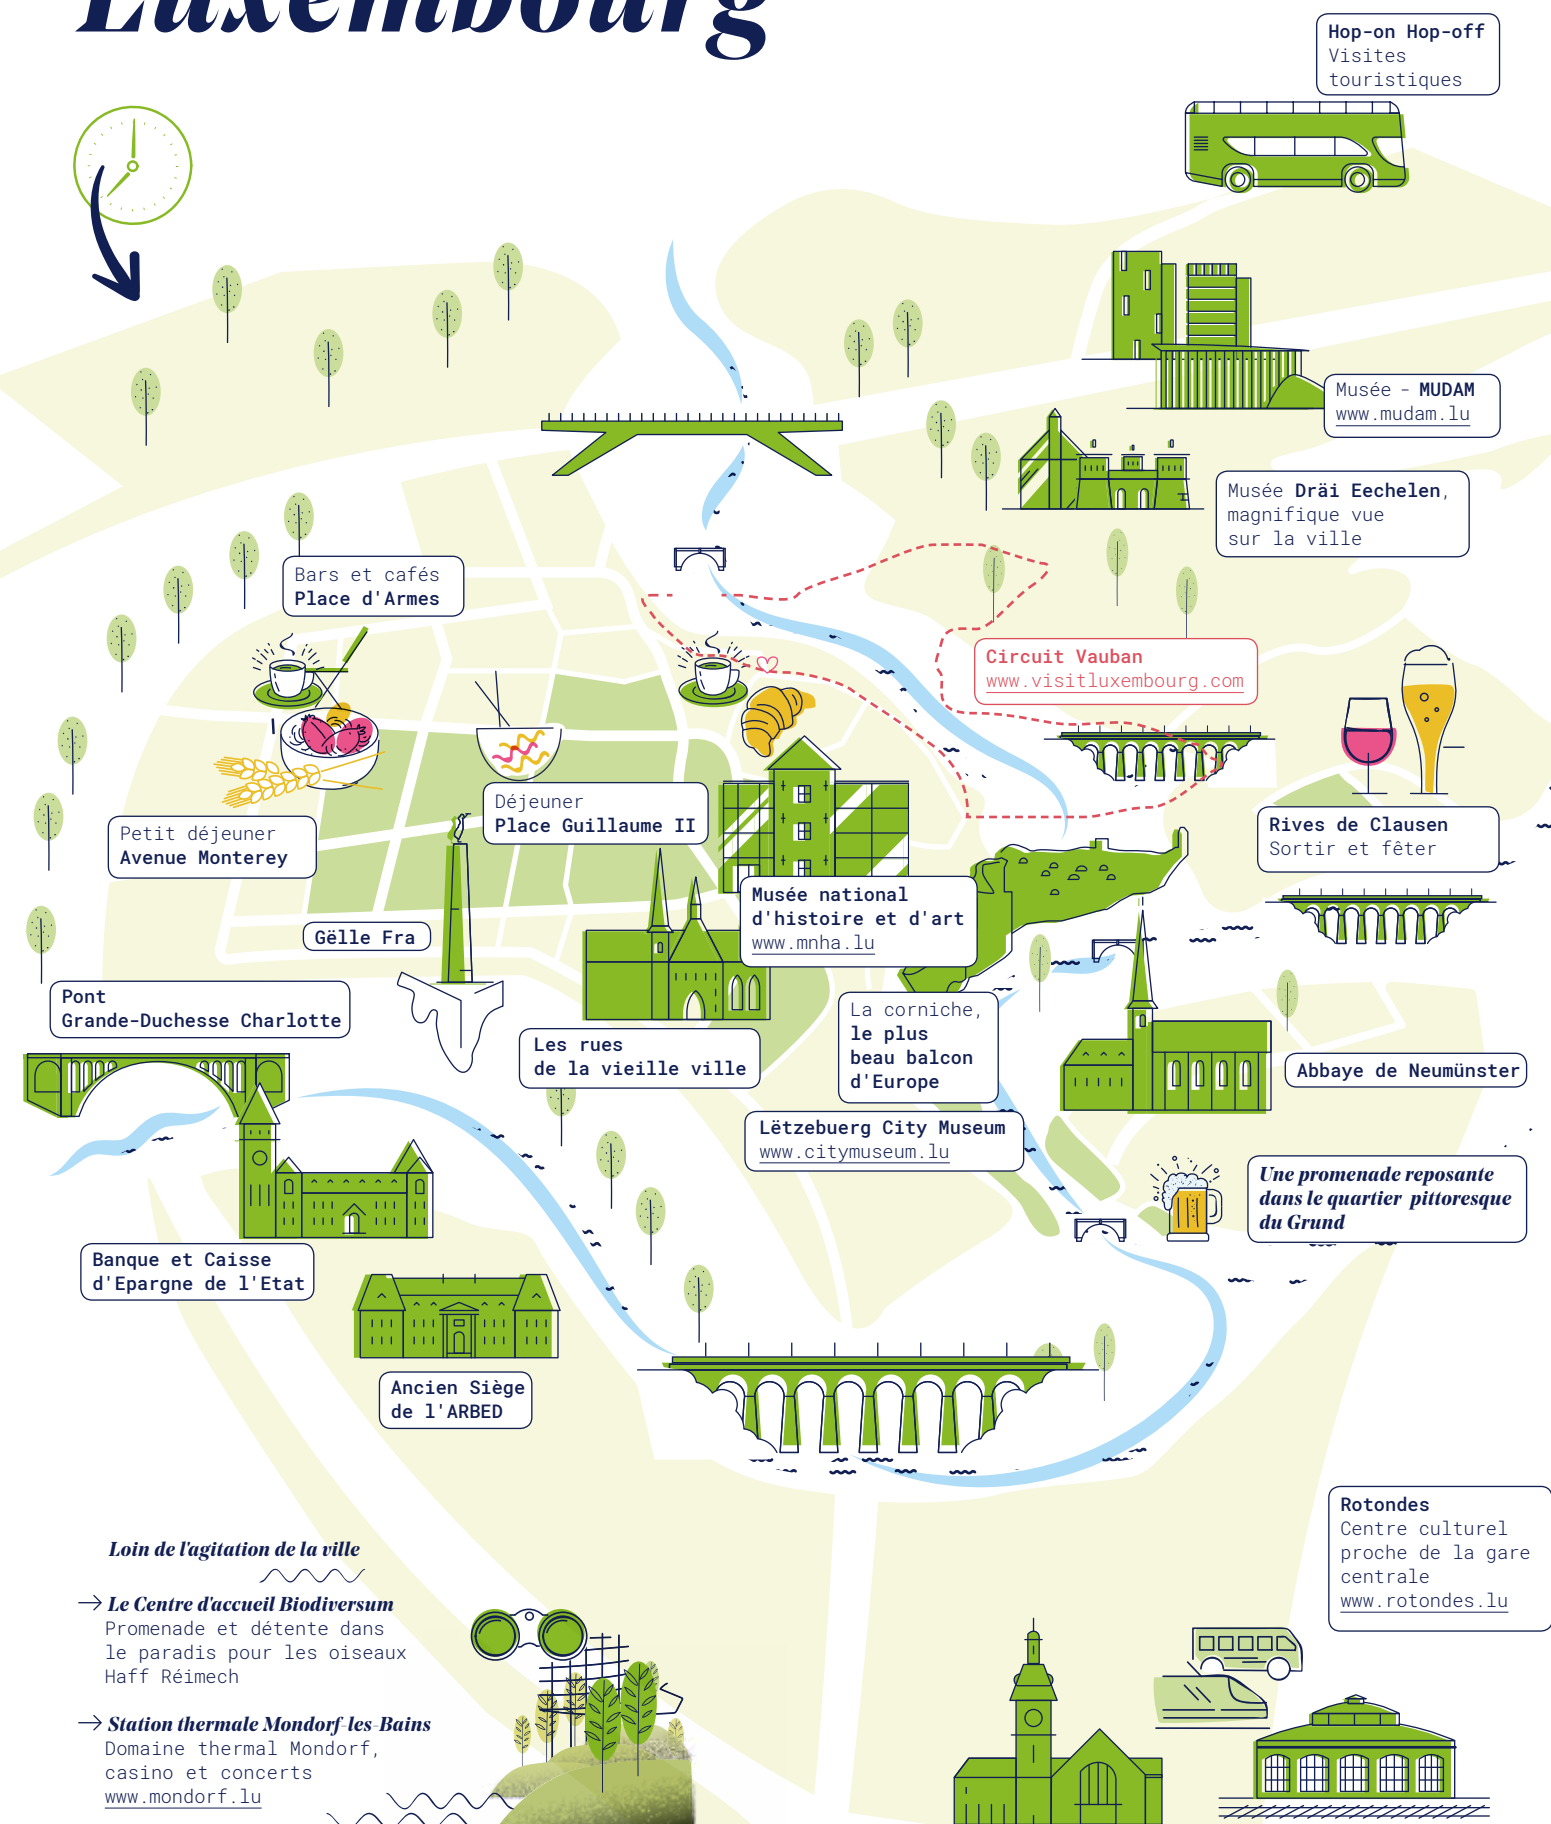 Luxembourg
Hop-on Hop-off
Visites
touristiques
Musée - MUDAM
www.mudam.lu
Musée Dräi Eechelen,
magnifique vue
sur la ville
Bars et cafés
Place d'Armes
Circuit Vauban
www.visitluxembourg.com
Déjeuner
Place Guillaume II
Petit déjeuner
Avenue Monterey
Rives de Clausen
Sortir et fêter
Musée national
d'histoire et d'art
www.mnha.lu
Gëlle Fra
Pont
Grande-Duchesse Charlotte
La corniche,
le plus
beau balcon
d'Europe
Les rues
de la vieille ville
Abbaye de Neumünster
Lëtzebuerg City Museum
www.citymuseum.lu
Une promenade reposante
dans le quartier pittoresque
du Grund
Banque et Caisse
d'Epargne de l'Etat
Ancien Siège
de l'ARBED
Rotondes
Centre culturel
proche de la gare
centrale
www.rotondes.lu
Loin de l'agitation de la ville
→ Le Centre d'accueil Biodiversum
Promenade et détente dans
le paradis pour les oiseaux
Haff Réimech
→ Station thermale Mondorf-les-Bains
Domaine thermal Mondorf,
casino et concerts
www.mondorf.lu